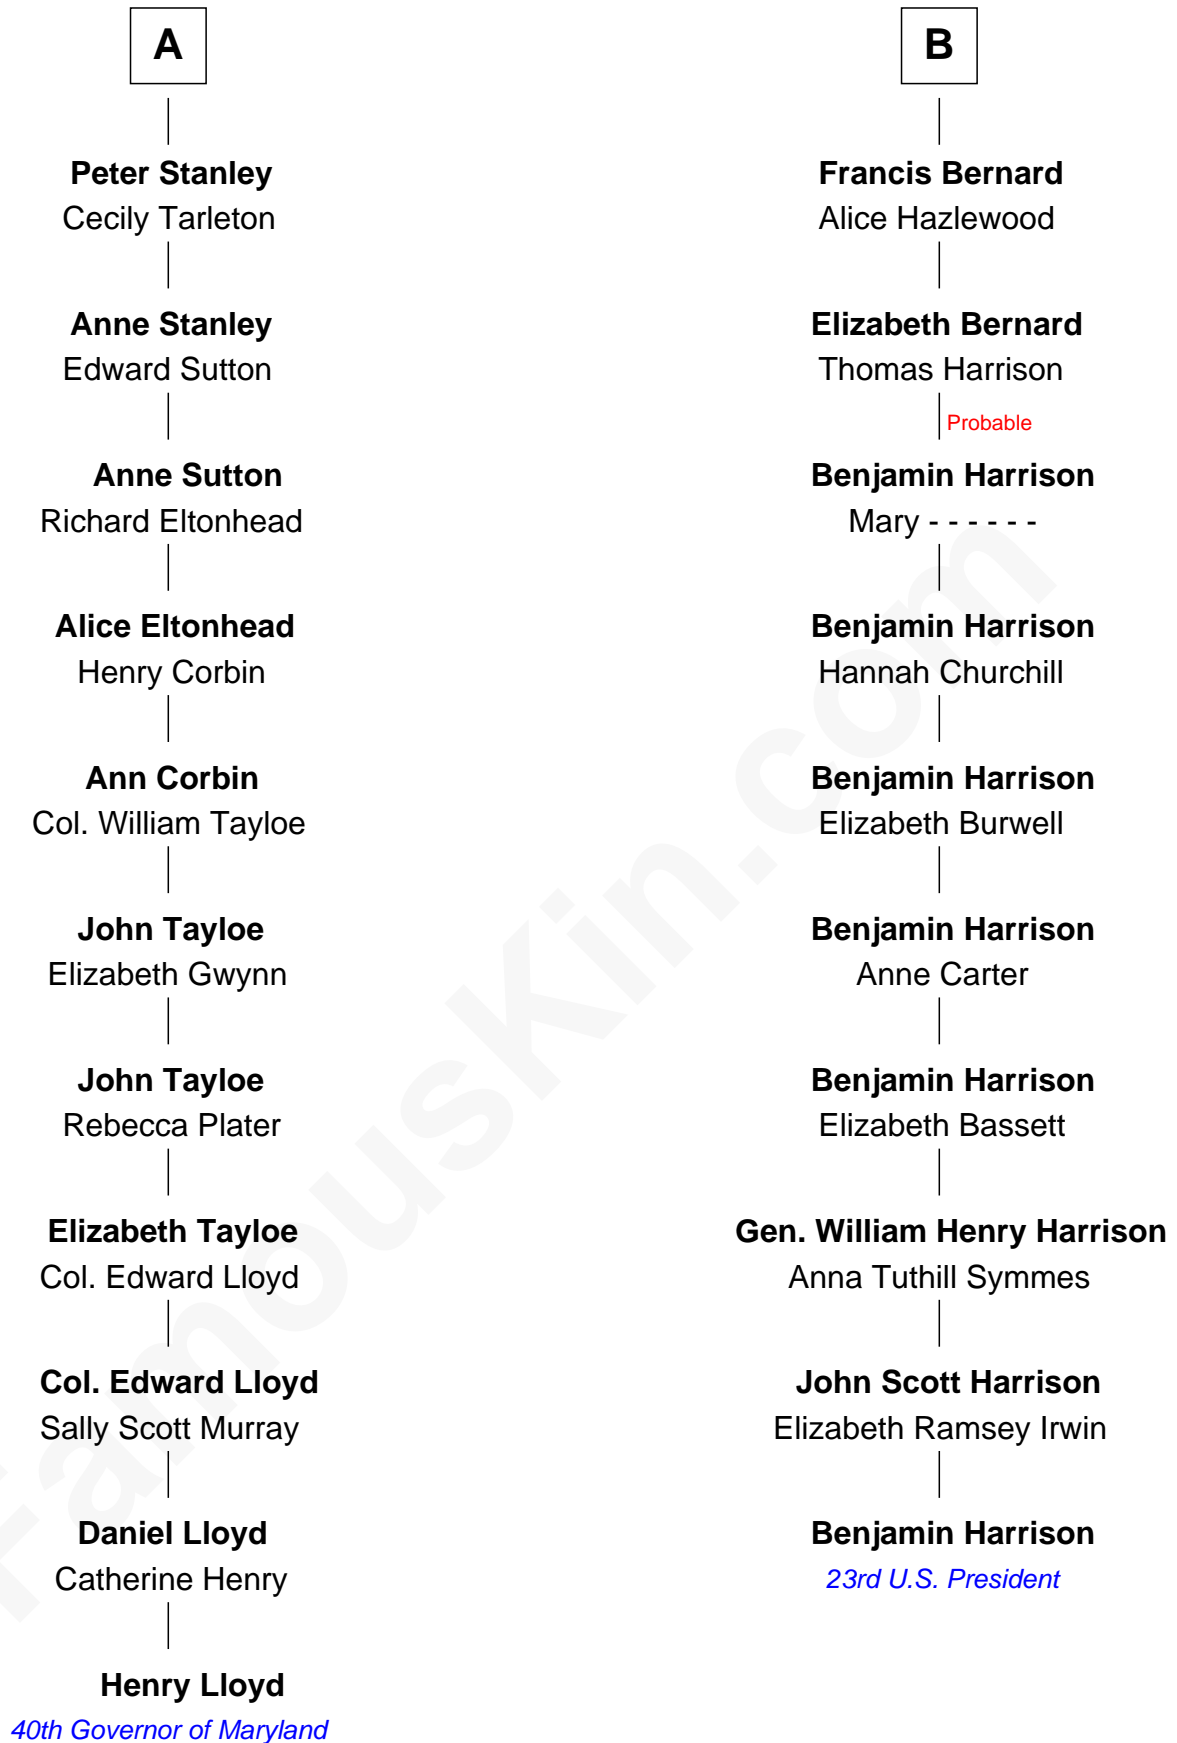 A
Peter Stanley
Cecily Tarleton
Anne Stanley
Edward Sutton
Anne Sutton
Richard Eltonhead
Alice Eltonhead
Henry Corbin
Ann Corbin
Col. William Tayloe
John Tayloe
Elizabeth Gwynn
John Tayloe
Rebecca Plater
Elizabeth Tayloe
Col. Edward Lloyd
Col. Edward Lloyd
Sally Scott Murray
Daniel Lloyd
Catherine Henry
Henry Lloyd
40th Governor of Maryland
B
Francis Bernard
Alice Hazlewood
Elizabeth Bernard
Thomas Harrison
Probable
Benjamin Harrison
Mary - - - - - -
Benjamin Harrison
Hannah Churchill
Benjamin Harrison
Elizabeth Burwell
Benjamin Harrison
Anne Carter
Benjamin Harrison
Elizabeth Bassett
Gen. William Henry Harrison
Anna Tuthill Symmes
John Scott Harrison
Elizabeth Ramsey Irwin
Benjamin Harrison
23rd U.S. President
FamousKin.com